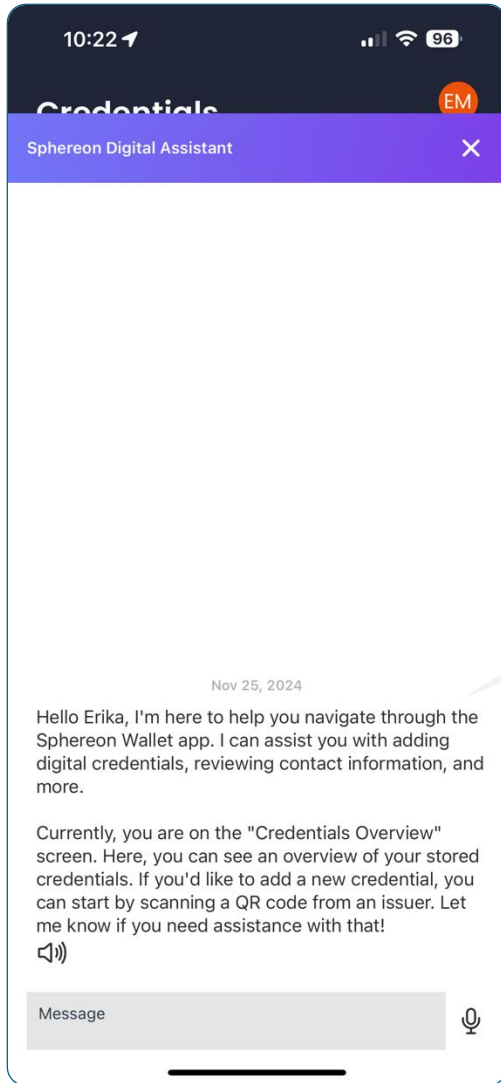 10:22
96
Credentials
EM
Sphereon Digital Assistant
Nov 25, 2024
Hello Erika, I'm here to help you navigate through the
Sphereon Wallet app. I can assist you with adding
digital credentials, reviewing contact information, and
more.
Currently, you are on the "Credentials Overview"
screen. Here, you can see an overview of your stored
credentials. If you'd like to add a new credential, you
can start by scanning a QR code from an issuer. Let
me know if you need assistance with that!
Message